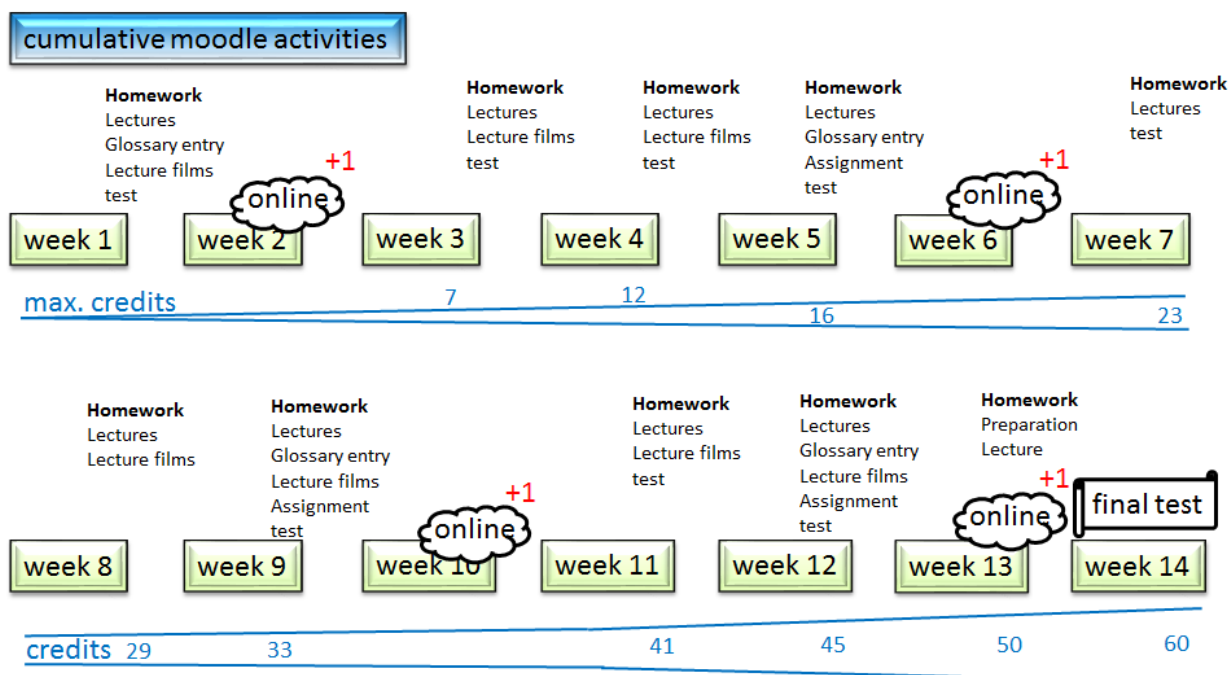 cumulative moodle activities
Homework
Lectures
Glossary entry
Lecture films
test
Homework
Lectures
Lecture films
test
Homework
Lectures
Lecture films
test
Homework
Lectures
Glossary entry
Assignment
test
Homework
Lectures
test
+1
online
+1
online
week 1
week 2
week 3
week 4
week 5
week 6
week 7
max. credits
7
12
16
23
Homework
Lectures
Lecture films
Homework
Lectures
Glossary entry
Lecture films
Assignment
test
Homework
Lectures
Lecture films
test
Homework
Lectures
Glossary entry
Lecture films
Assignment
test
Homework
Preparation
Lecture
+1
online
+1
online
final test
week 8
week 9
week 10
week 11
week 12
week 13
week 14
credits
29
33
41
45
50
60